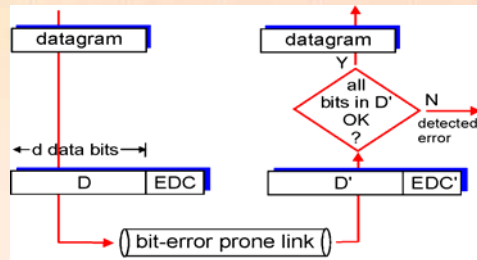 datagram
d data bits
D EDC
bit-error prone link
datagram
Y
all
bits in D'
OK
?
N
detected
error
D' EDC'